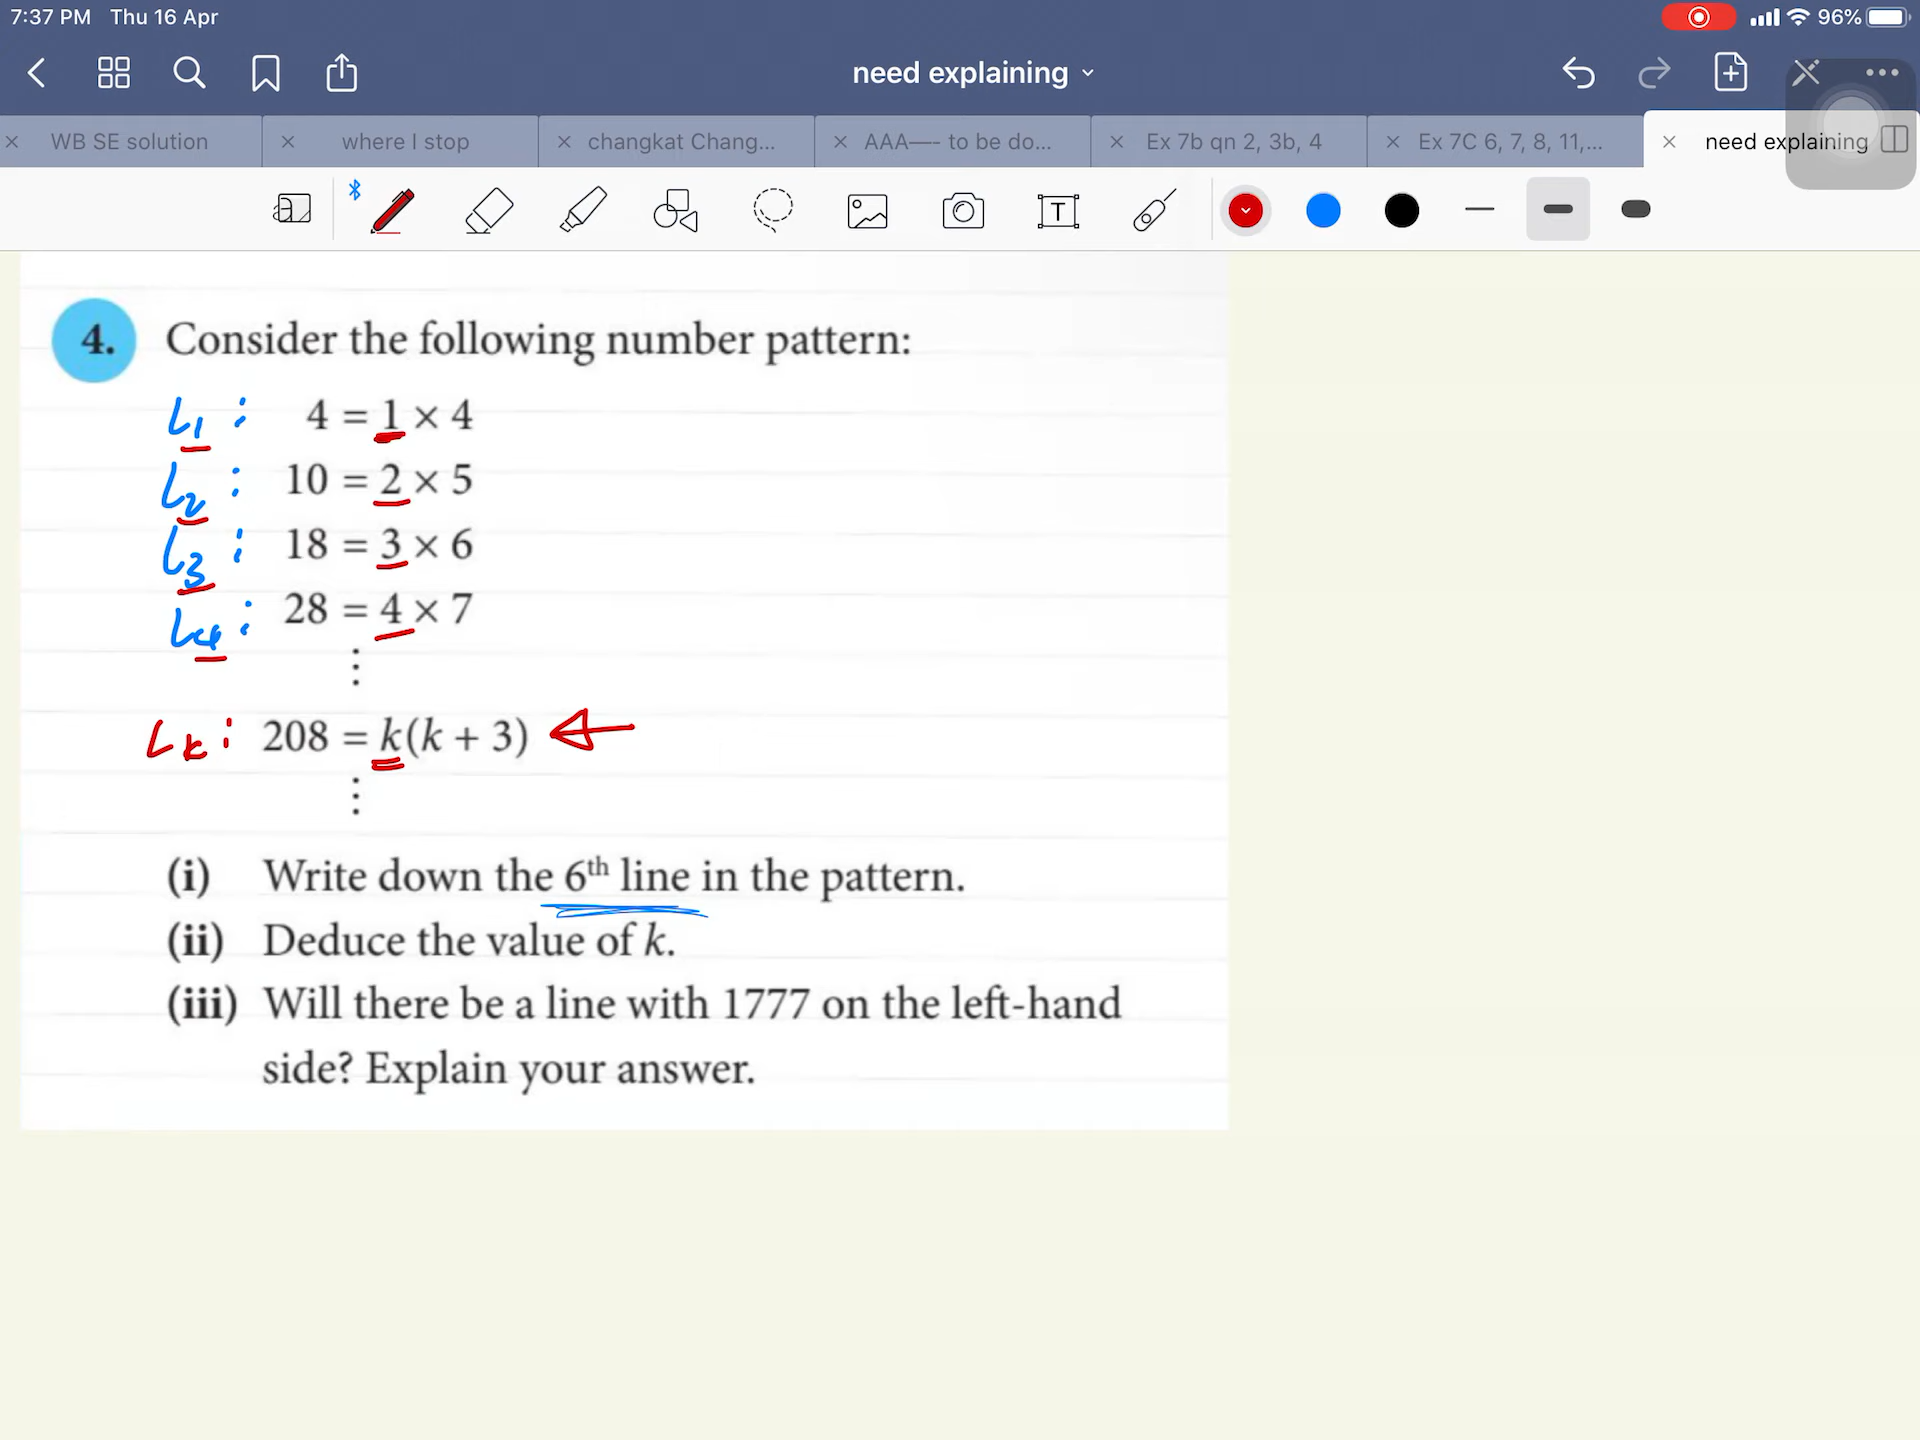 7:37 PM Thu 16 Apr 96%
need explaining
WB SE solution where I stop changkat Chang... AAA—- to be do... Ex 7b qn 2, 3b, 4 Ex 7C 6, 7, 8, 11,... need explaining
a T
4. Consider the following number pattern:
L1 : 4 = 1 × 4
L2 : 10 = 2 × 5
L3 : 18 = 3 × 6
L4 : 28 = 4 × 7
⋮
Lk : 208 = k(k + 3)
⋮
(i) Write down the 6th line in the pattern.
(ii) Deduce the value of k.
(iii) Will there be a line with 1777 on the left-hand
side? Explain your answer.